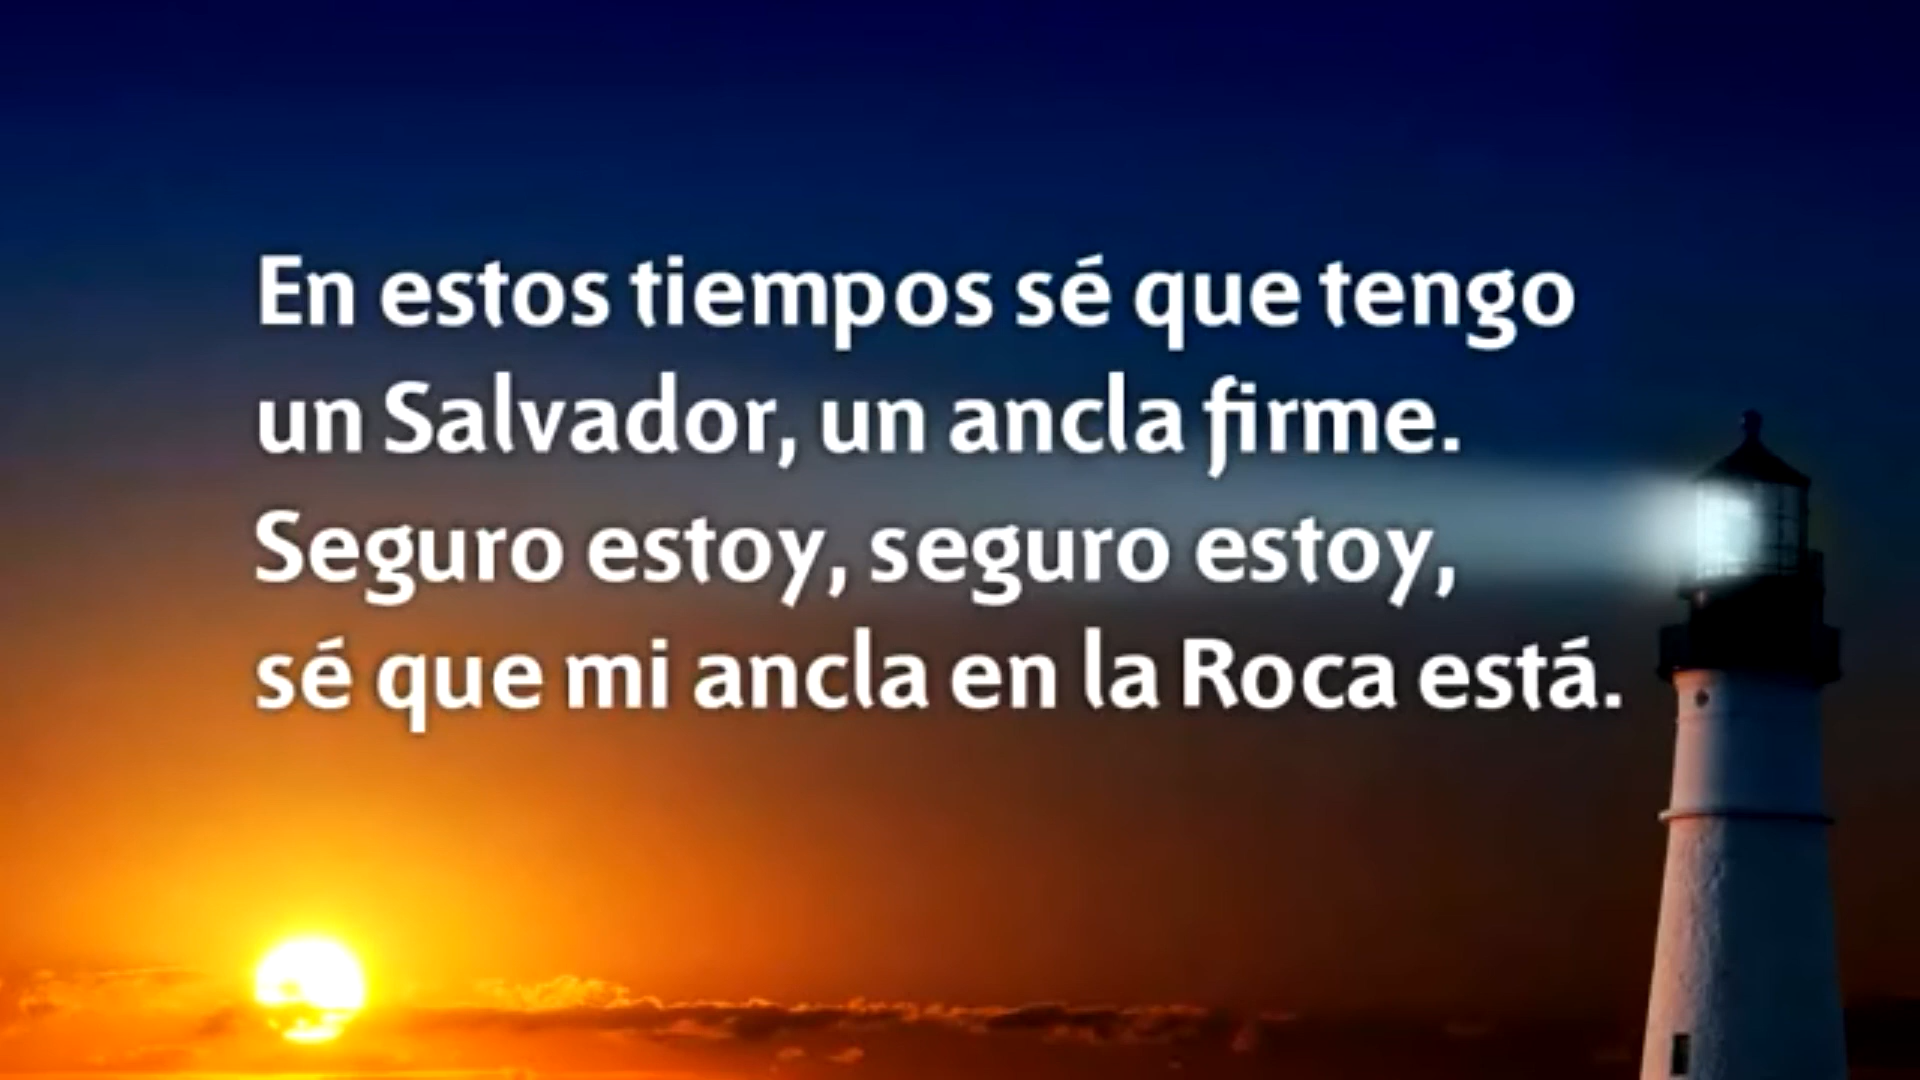 En estos tiempos sé que tengo
un Salvador, un ancla firme.
Seguro estoy, seguro estoy,
sé que mi ancla en la Roca está.